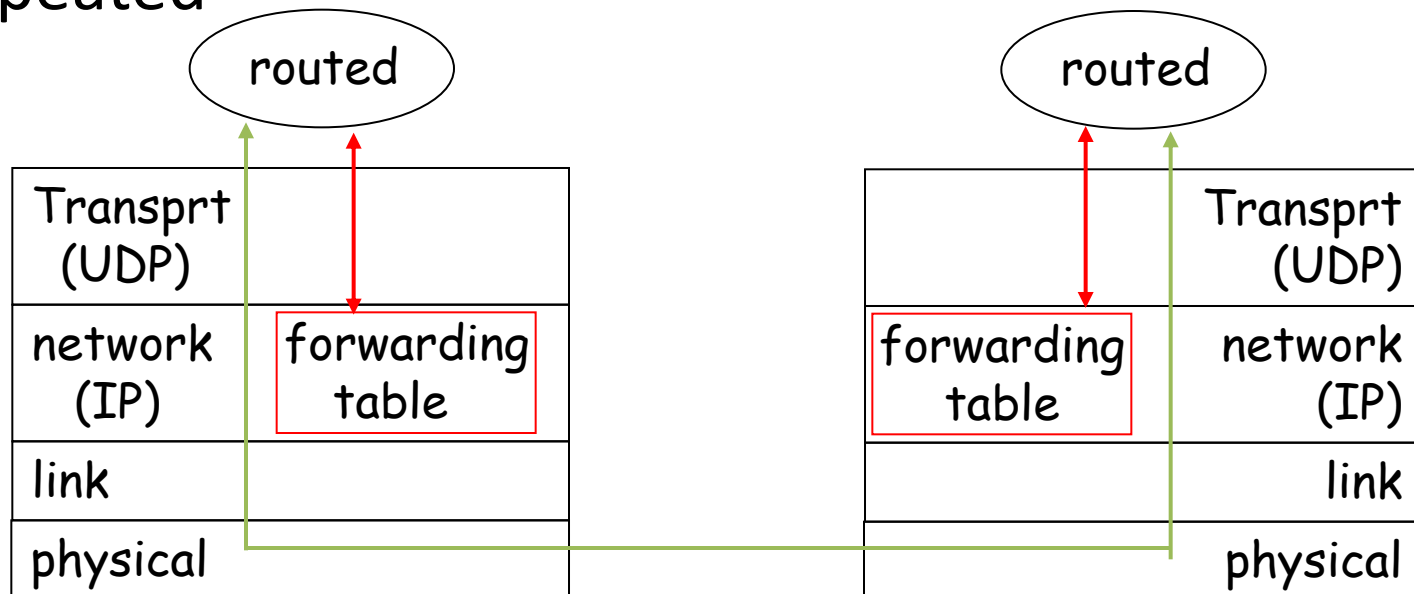 routed
routed
Transprt
(UDP)
Transprt
(UDP)
network
(IP)
forwarding
table
forwarding
table
network
(IP)
link
link
physical
physical